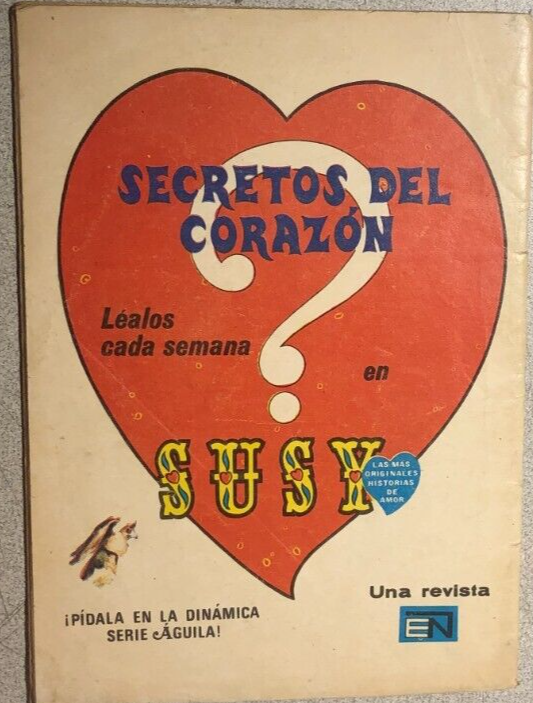 SECRETOS DEL
CORAZÓN
Léalos
cada semana
en
SUSY
LAS MAS
ORIGINALES
HISTORIAS
DE
AMOR
Una revista
EN
¡PÍDALA EN LA DINÁMICA
SERIE ÁGUILA!